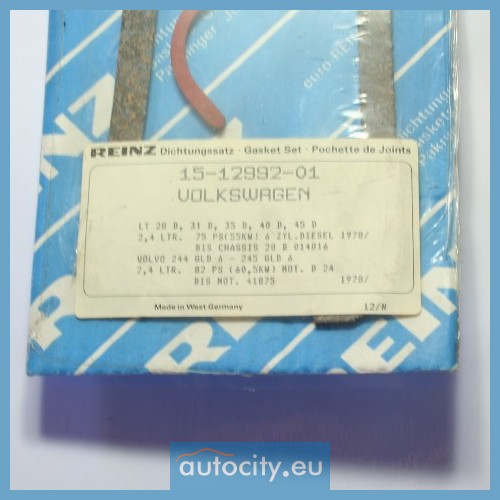 REINZ Dichtungssatz · Gasket Set · Pochette de Joints
15-12992-01
VOLKSWAGEN
LT 28 D, 31 D, 35 D, 40 D, 45 D
2,4 LTR. 75 PS(55KW) 6 ZYL.DIESEL 1978/
BIS CHASSIS 28 B 014016
VOLVO 244 GLD 6 - 245 GLD 6
2,4 LTR. 82 PS (60,5KW) MOT. D 24
BIS MOT. 41875 1978/
Made in West Germany 12/N
autocity.eu